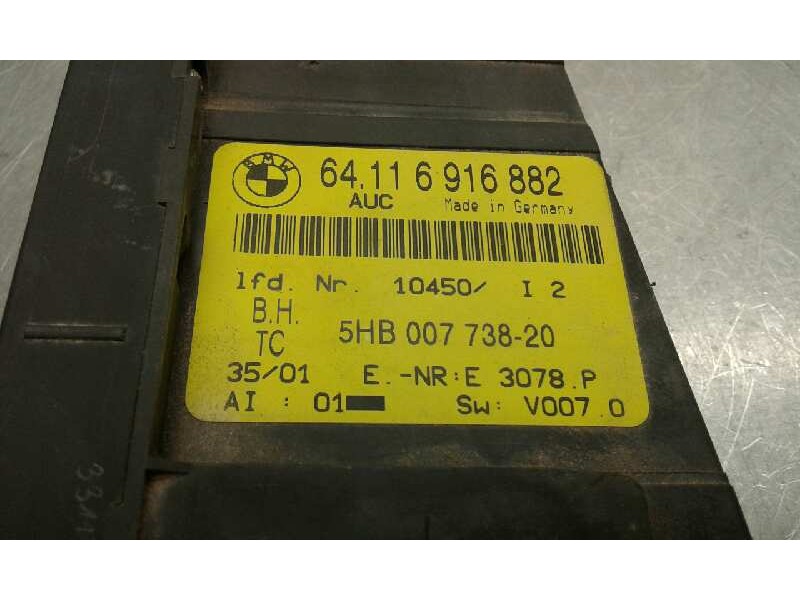 BMW
64.11 6 916 882
AUC Made in Germany
lfd. Nr. 10450/ I 2
B.H.
TC 5HB 007 738-20
35/01 E.-NR:E 3078.P
AI : 01 Sw: V007.0